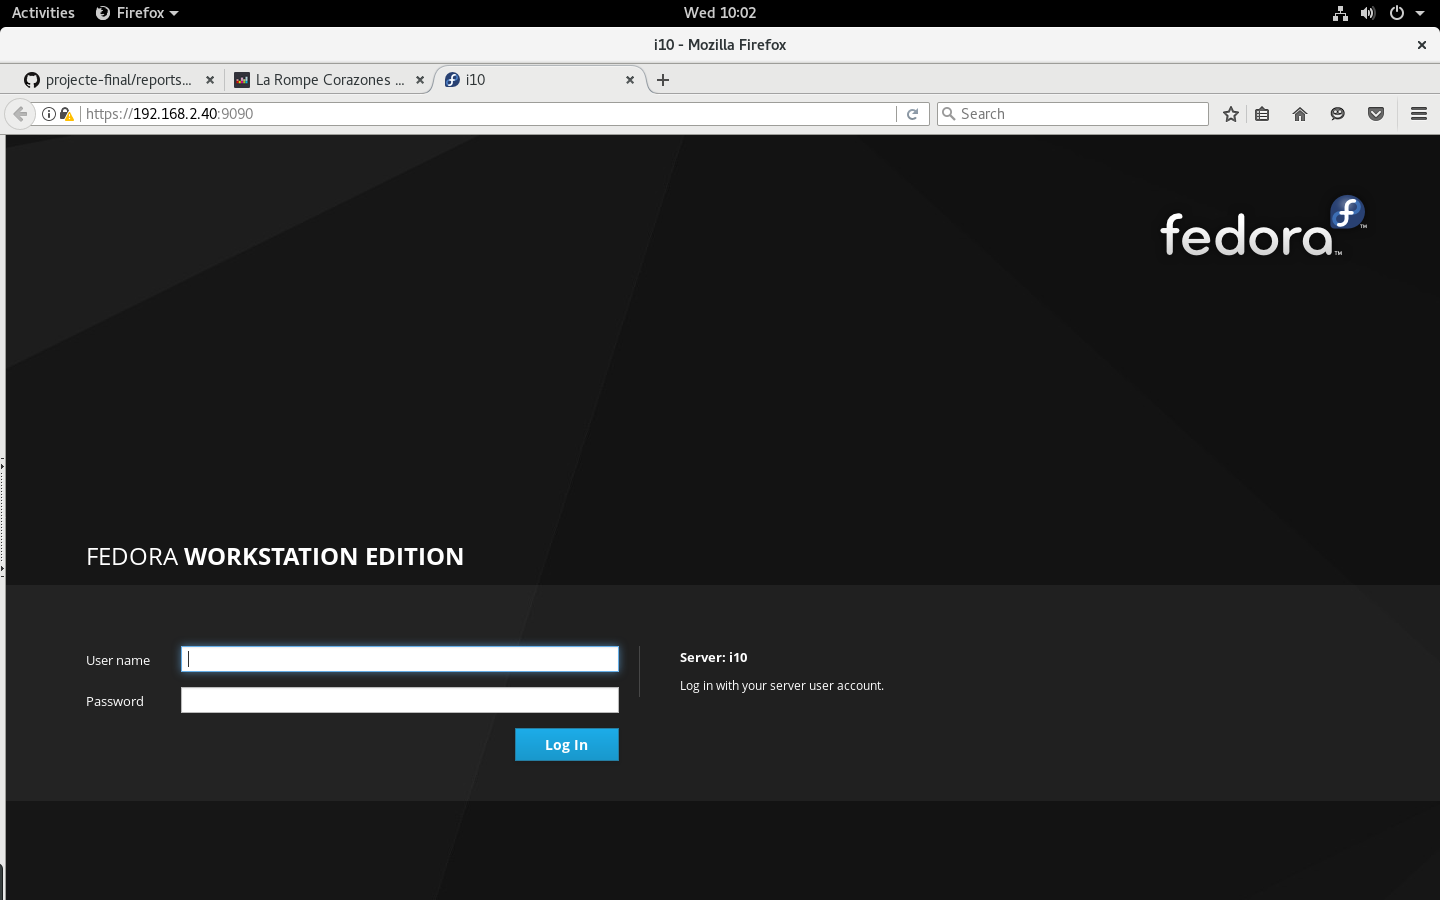 Activities Firefox Wed 10:02
i10 - Mozilla Firefox
projecte-final/reports... La Rompe Corazones ... i10
https://192.168.2.40:9090 Search
fedora
FEDORA WORKSTATION EDITION
User name
Password
Log In
Server: i10
Log in with your server user account.